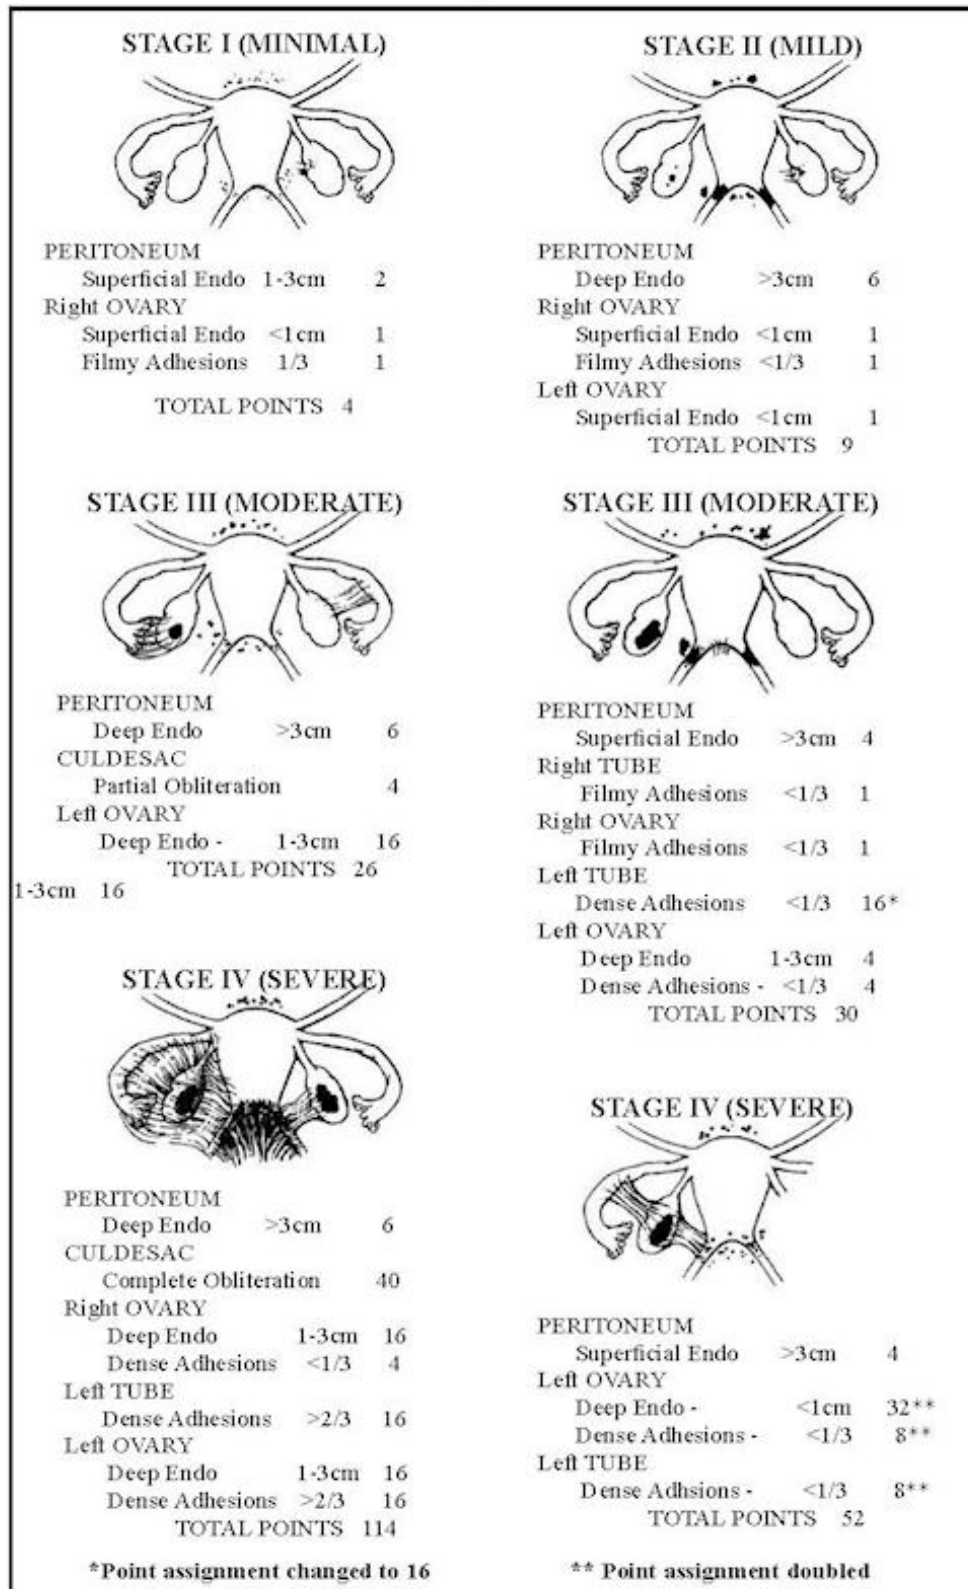 STAGE I (MINIMAL)
PERITONEUM
Superficial Endo 1-3cm 2
Right OVARY
Superficial Endo <1cm 1
Filmy Adhesions 1/3 1
TOTAL POINTS 4
STAGE II (MILD)
PERITONEUM
Deep Endo >3cm 6
Right OVARY
Superficial Endo <1cm 1
Filmy Adhesions <1/3 1
Left OVARY
Superficial Endo <1cm 1
TOTAL POINTS 9
STAGE III (MODERATE)
PERITONEUM
Deep Endo >3cm 6
CULDESAC
Partial Obliteration 4
Left OVARY
Deep Endo - 1-3cm 16
TOTAL POINTS 26
1-3cm 16
STAGE III (MODERATE)
PERITONEUM
Superficial Endo >3cm 4
Right TUBE
Filmy Adhesions <1/3 1
Right OVARY
Filmy Adhesions <1/3 1
Left TUBE
Dense Adhesions <1/3 16*
Left OVARY
Deep Endo 1-3cm 4
Dense Adhesions - <1/3 4
TOTAL POINTS 30
STAGE IV (SEVERE)
PERITONEUM
Deep Endo >3cm 6
CULDESAC
Complete Obliteration 40
Right OVARY
Deep Endo 1-3cm 16
Dense Adhesions <1/3 4
Left TUBE
Dense Adhesions >2/3 16
Left OVARY
Deep Endo 1-3cm 16
Dense Adhesions >2/3 16
TOTAL POINTS 114
*Point assignment changed to 16
STAGE IV (SEVERE)
PERITONEUM
Superficial Endo >3cm 4
Left OVARY
Deep Endo - <1cm 32**
Dense Adhesions - <1/3 8**
Left TUBE
Dense Adhsions - <1/3 8**
TOTAL POINTS 52
** Point assignment doubled